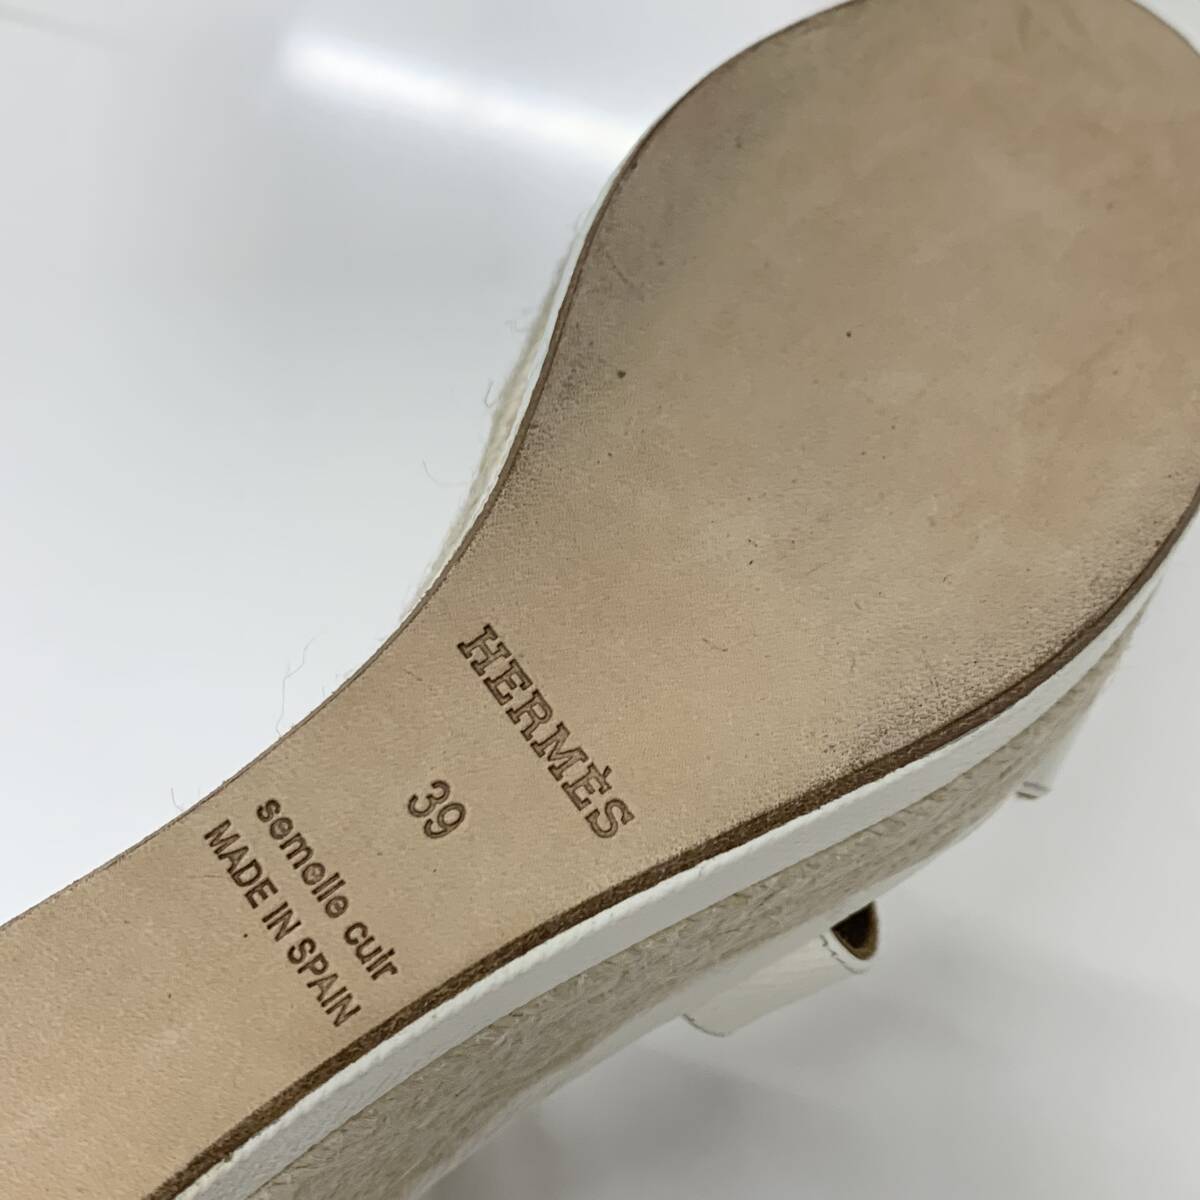 HERMÈS
39
semelle cuir
MADE IN SPAIN